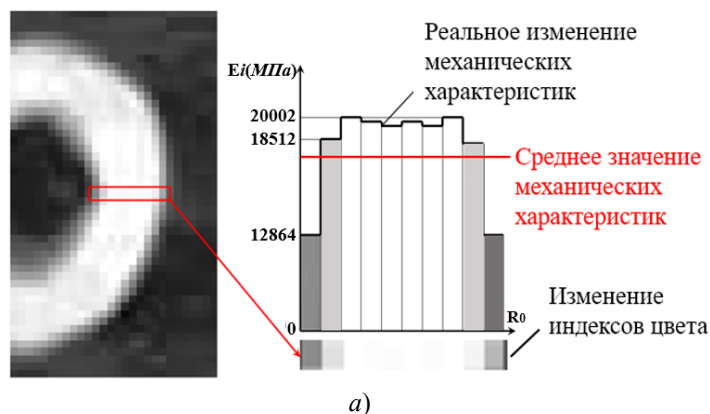 Реальное изменение
механических
характеристик
Ei(МПа)
20002
18512
Среднее значение
механических
характеристик
12864
Изменение
индексов цвета
R0
0
а)